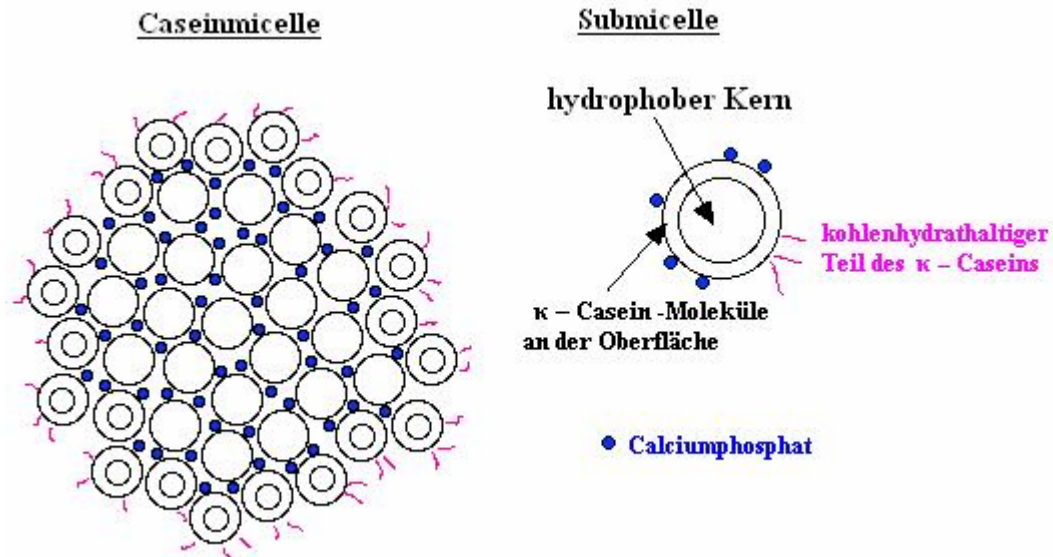 Caseinmicelle
Submicelle
hydrophober Kern
kohlenhydrathaltiger
Teil des κ – Caseins
κ – Casein -Moleküle
an der Oberfläche
Calciumphosphat